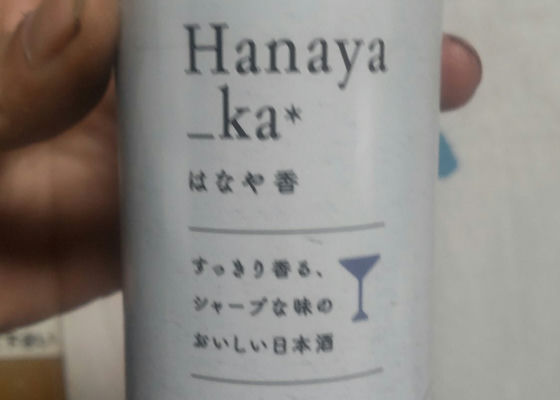 Hanaya
_ka*
はなや香
すっきり香る、
シャープな味の
おいしい日本酒